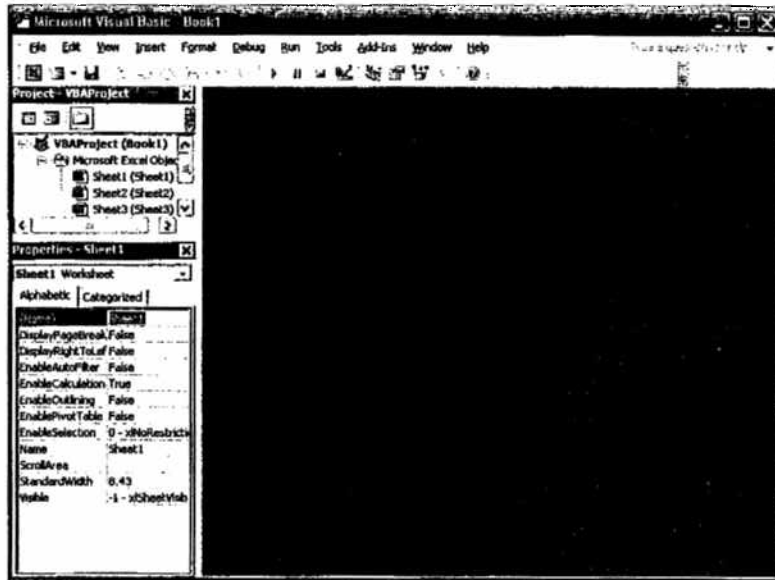 Microsoft Visual Basic - Book1
File Edit View Insert Format Debug Run Tools Add-Ins Window Help
Project - VBAProject
VBAProject (Book1)
Microsoft Excel Objec
Sheet1 (Sheet1)
Sheet2 (Sheet2)
Sheet3 (Sheet3)
Properties - Sheet1
Sheet1 Worksheet
Alphabetic Categorized
(Name) Sheet1
DisplayPageBreak False
DisplayRightToLef False
EnableAutoFilter False
EnableCalculation True
EnableOutlining False
EnablePivotTable False
EnableSelection 0 - xlNoRestrictio
Name Sheet1
ScrollArea
StandardWidth 8.43
Visible -1 - xlSheetVisib